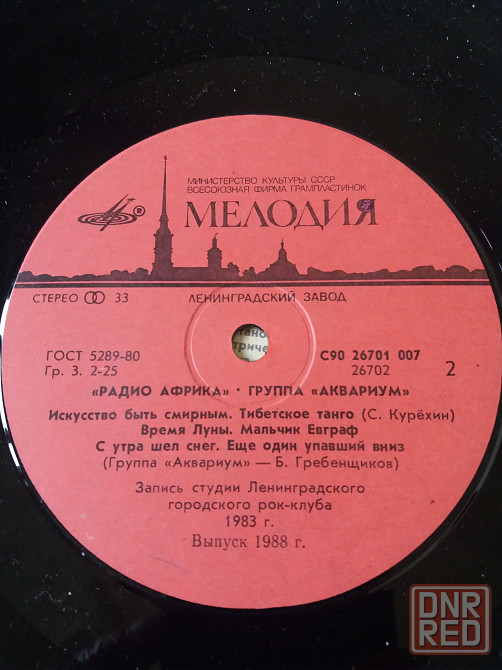 МИНИСТЕРСТВО КУЛЬТУРЫ СССР
ВСЕСОЮЗНАЯ ФИРМА ГРАМПЛАСТИНОК
® МЕЛОДИЯ
СТЕРЕО 33 ЛЕНИНГРАДСКИЙ ЗАВОД
ГОСТ 5289-80 С90 26701 007
Гр. 3. 2-25 26702 2
«РАДИО АФРИКА» · ГРУППА «АКВАРИУМ»
Искусство быть смирным. Тибетское танго (С. Курёхин)
Время Луны. Мальчик Евграф
С утра шел снег. Еще один упавший вниз
(Группа «Аквариум» — Б. Гребенщиков)
Запись студии Ленинградского
городского рок-клуба
1983 г.
Выпуск 1988 г.
DNR
RED